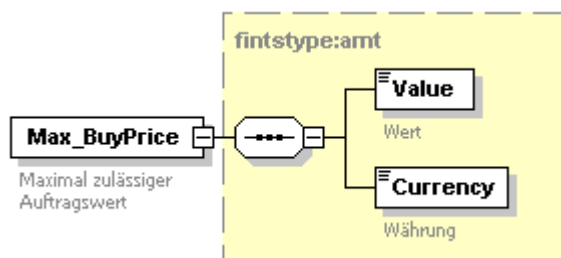 fintstype:amt
Value
Wert
Max_BuyPrice
Maximal zulässiger
Auftragswert
Currency
Währung